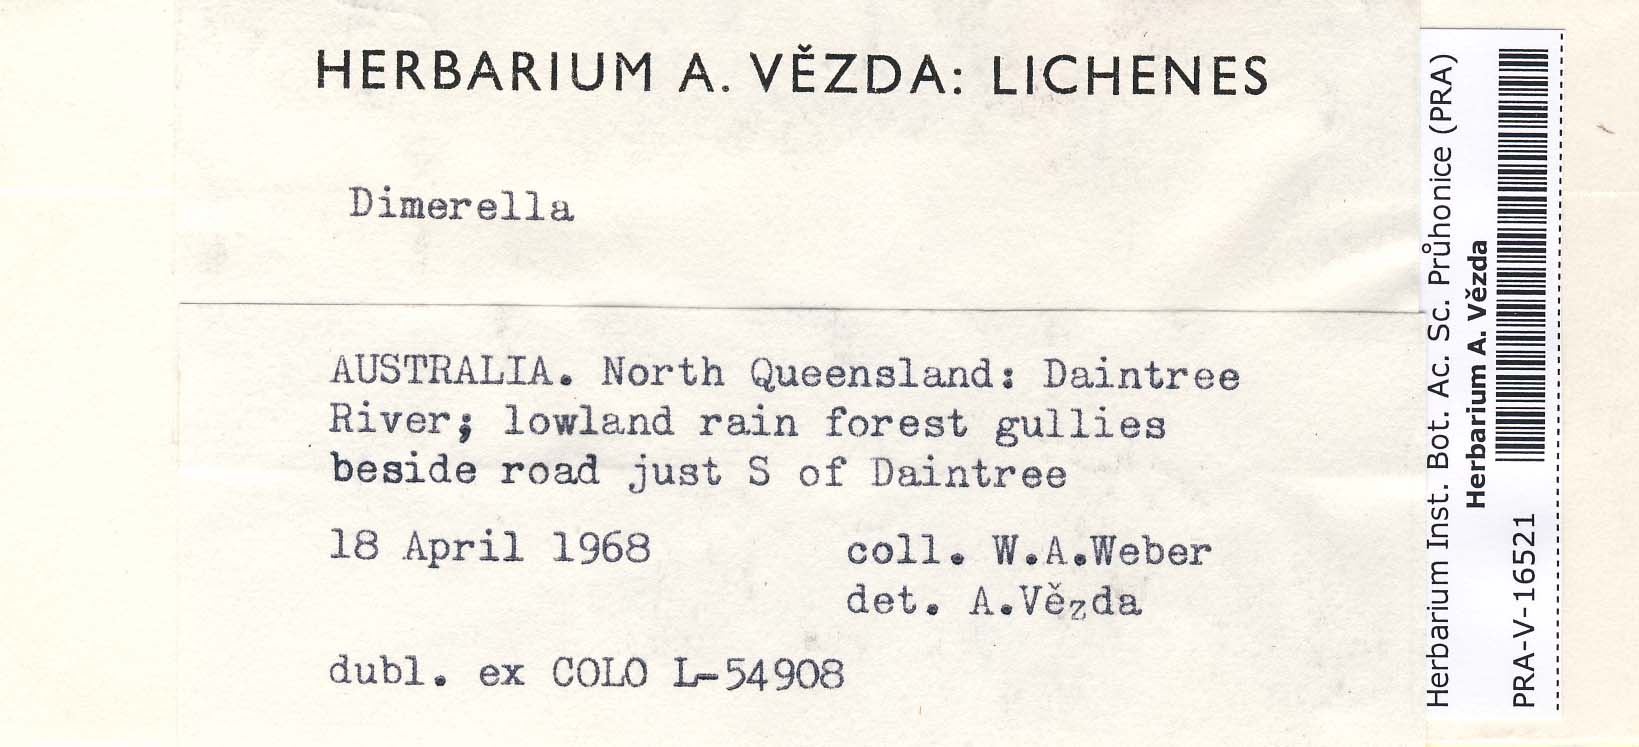 HERBARIUM A. VĚZDA: LICHENES
Dimerella
AUSTRALIA. North Queensland: Daintree
River; lowland rain forest gullies
beside road just S of Daintree
18 April 1968 coll. W.A.Weber
det. A.Vězda
dubl. ex COLO L-54908
Herbarium Inst. Bot. Ac. Sc. Průhonice (PRA)
Herbarium A. Vězda
PRA-V-16521